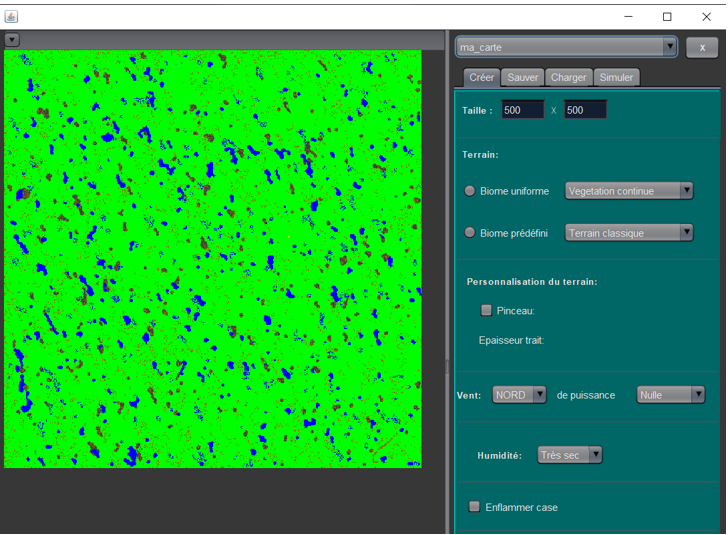 ma_carte x
Créer Sauver Charger Simuler
Taille : 500 X 500
Terrain:
Biome uniforme Vegetation continue
Biome prédéfini Terrain classique
Personnalisation du terrain:
Pinceau:
Epaisseur trait:
Vent: NORD de puissance Nulle
Humidité: Très sec
Enflammer case